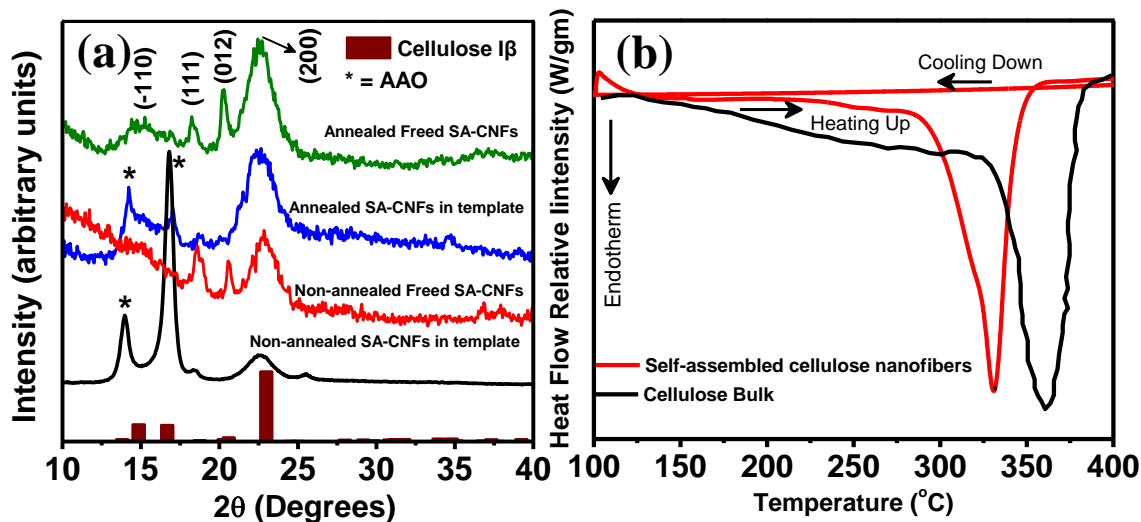 (a)
(-110)
(111)
(012)
(200)
Cellulose Iβ
* = AAO
Annealed Freed SA-CNFs
*
*
Annealed SA-CNFs in template
Non-annealed Freed SA-CNFs
*
Non-annealed SA-CNFs in template
Intensity (arbitrary units)
10 15 20 25 30 35 40
2θ (Degrees)
(b)
Cooling Down
Heating Up
Endotherm
Self-assembled cellulose nanofibers
Cellulose Bulk
Heat Flow Relative Iintensity (W/gm)
100 150 200 250 300 350 400
Temperature (°C)